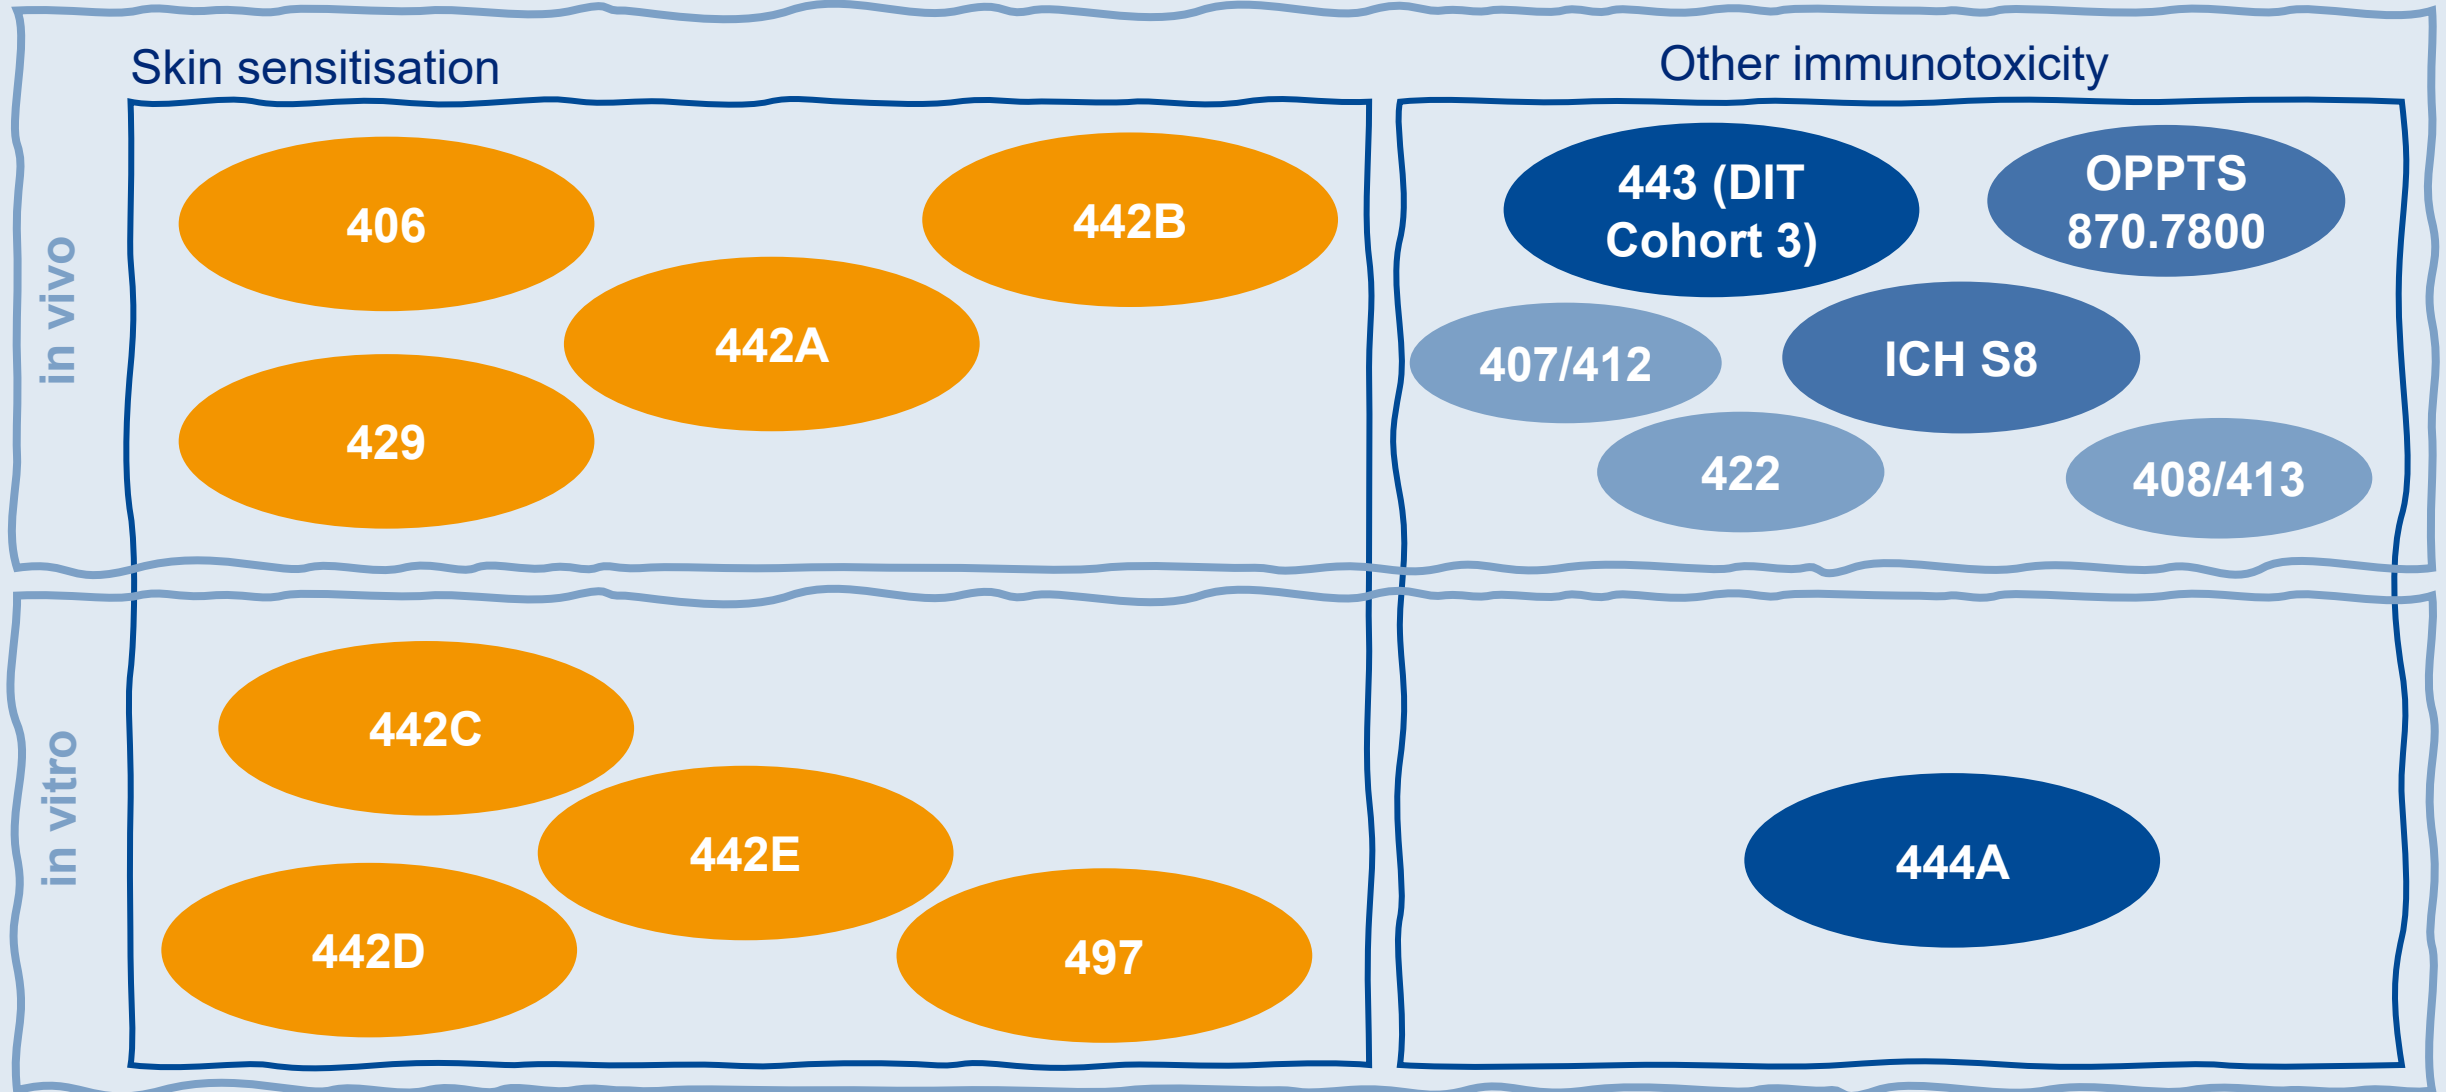 Skin sensitisation
Other immunotoxicity
in vivo
406
442B
442A
429
443 (DIT
Cohort 3)
OPPTS
870.7800
407/412
ICH S8
422
408/413
in vitro
442C
442E
442D
497
444A